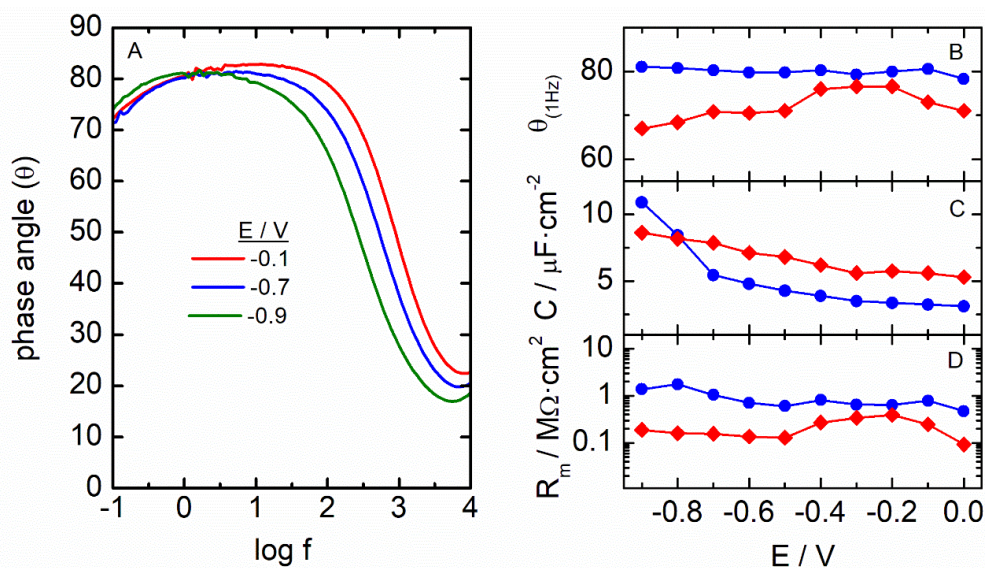 A
phase angle (θ)
90
80
70
60
50
40
30
20
10
0
E / V
-0.1
-0.7
-0.9
-1 0 1 2 3 4
log f
B
θ(1Hz)
80
60
C
C / μF·cm-2
10
5
D
Rm / MΩ·cm2
10
1
0.1
-0.8 -0.6 -0.4 -0.2 0.0
E / V